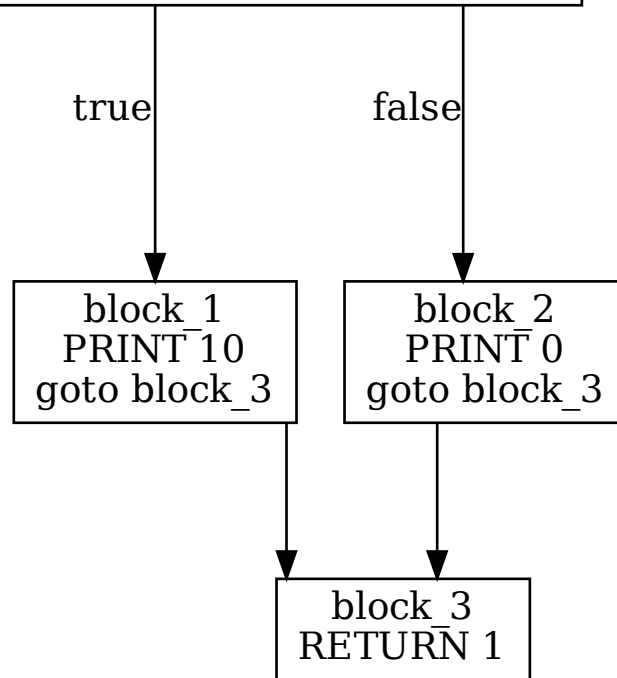 true
false
block_1
PRINT 10
goto block_3
block_2
PRINT 0
goto block_3
block_3
RETURN 1